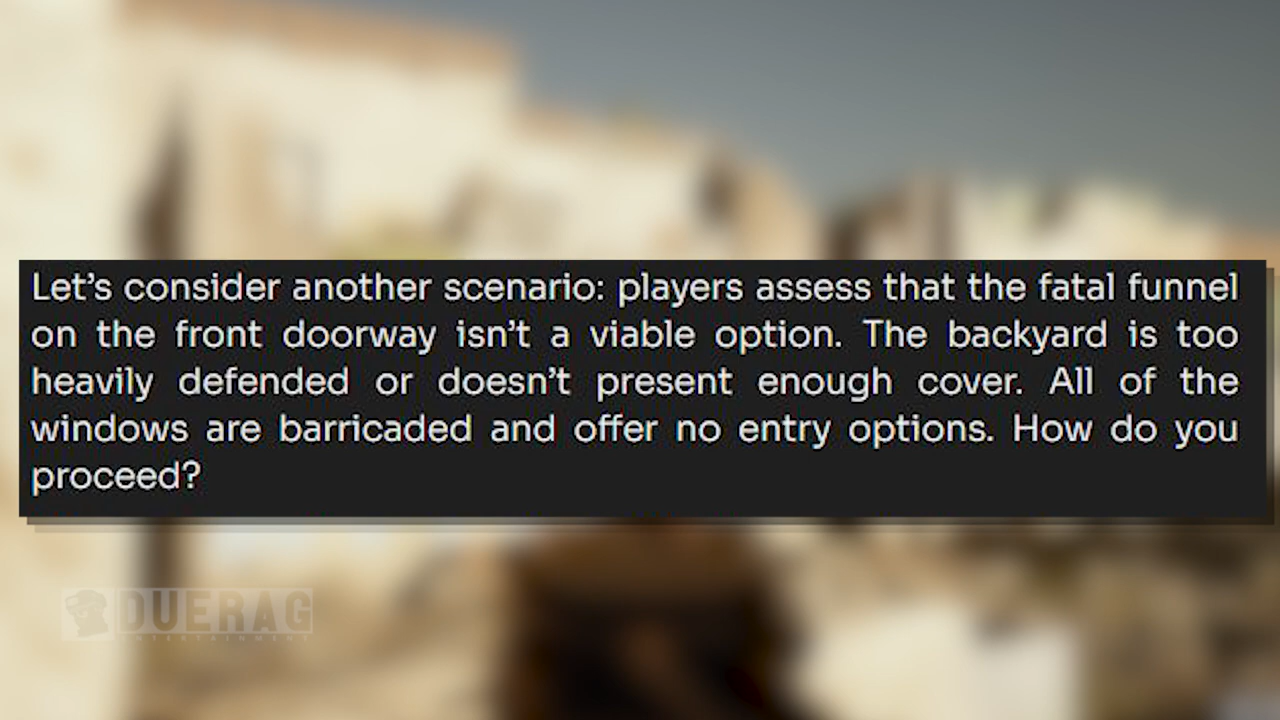 Let's consider another scenario: players assess that the fatal funnel
on the front doorway isn't a viable option. The backyard is too
heavily defended or doesn't present enough cover. All of the
windows are barricaded and offer no entry options. How do you
proceed?
DUERAG
ENTERTAINMENT